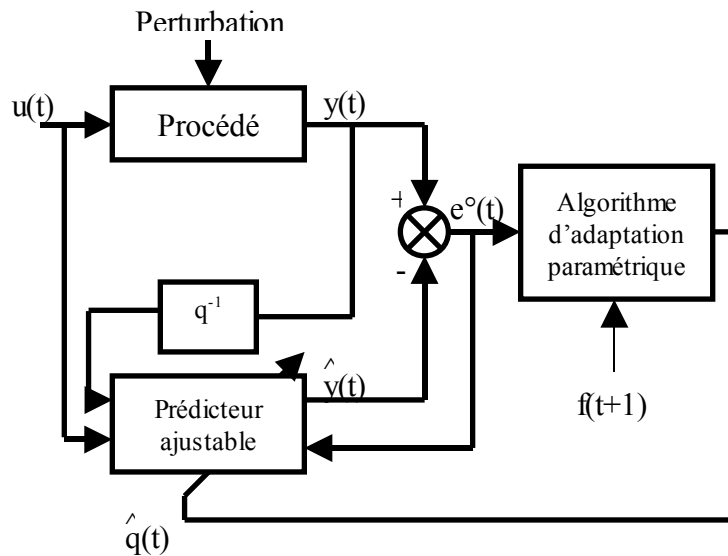 Perturbation
u(t)
y(t)
Procédé
+
e°(t)
Algorithme
d’adaptation
paramétrique
-
q⁻¹
ŷ(t)
Prédicteur
ajustable
f(t+1)
q̂(t)